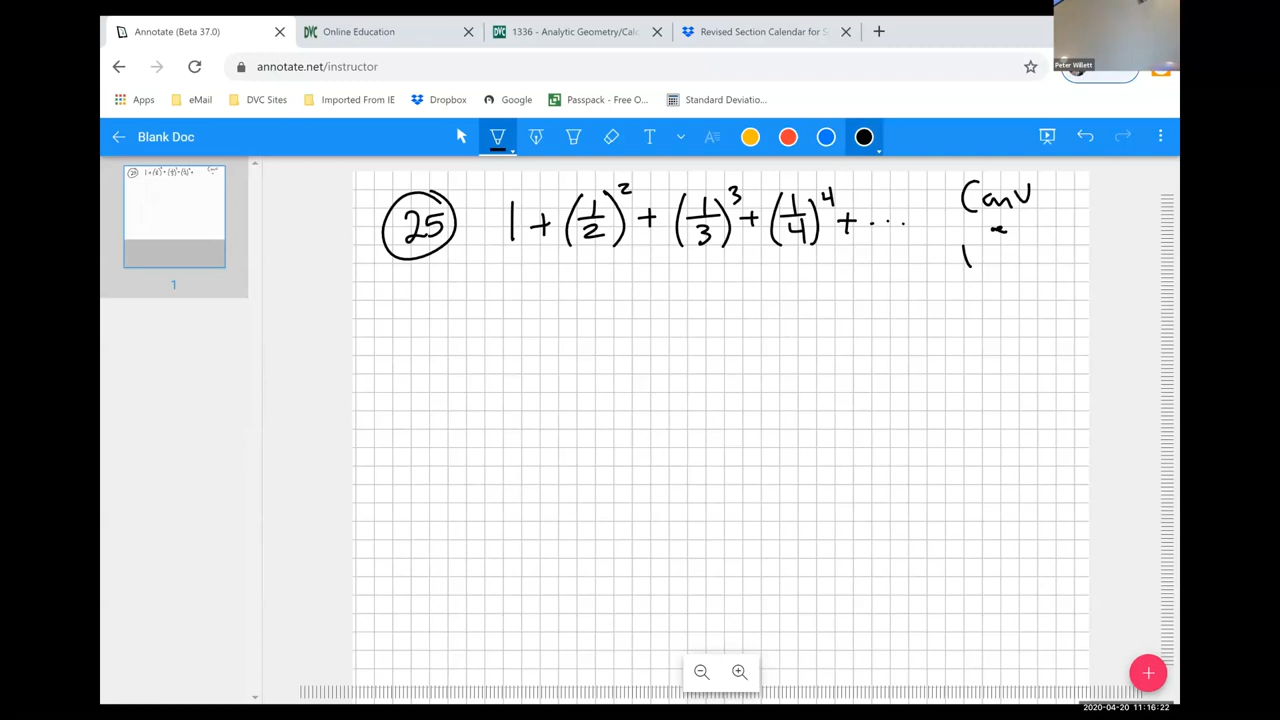 Annotate (Beta 37.0)
Online Education
1336 - Analytic Geometry/Calc
Revised Section Calendar for Sp
Peter Willett
annotate.net/instructor
Apps
eMail
DVC Sites
Imported From IE
Dropbox
Google
Passpack - Free O...
Standard Deviatio...
Blank Doc
T
25 1 + (1/2)^2 + (1/3)^3 + (1/4)^4 + ...
Conv
1
2020-04-20 11:16:22